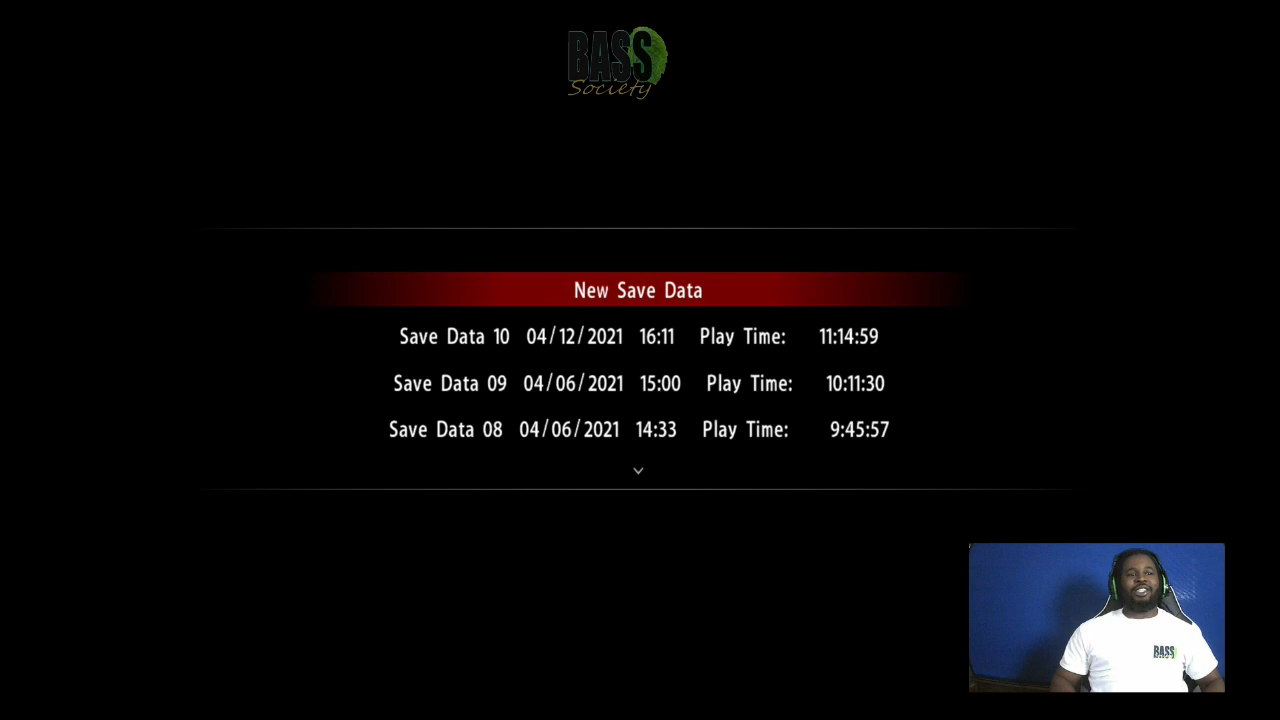 BASS
Society
New Save Data
Save Data 10 04/12/2021 16:11 Play Time: 11:14:59
Save Data 09 04/06/2021 15:00 Play Time: 10:11:30
Save Data 08 04/06/2021 14:33 Play Time: 9:45:57
BASS